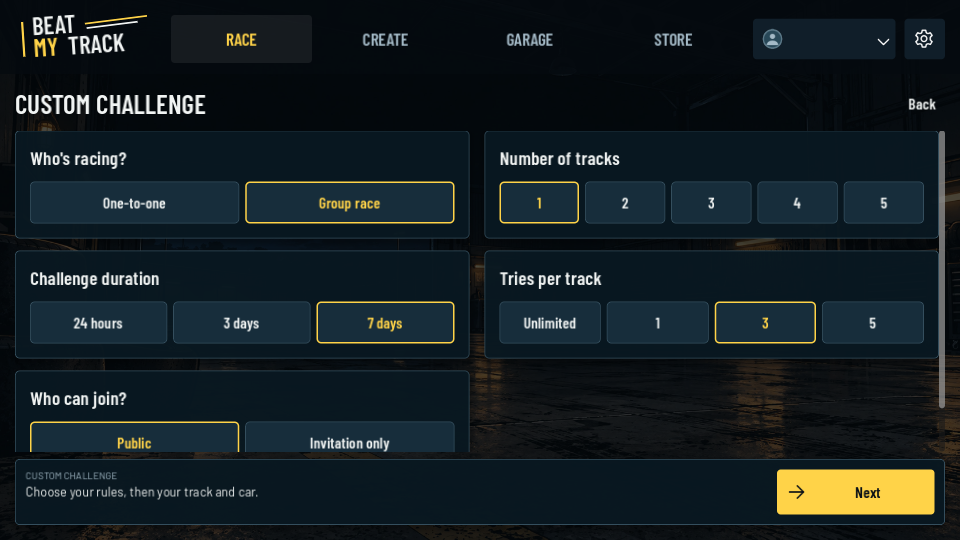 BEAT
MY TRACK
RACE
CREATE
GARAGE
STORE
CUSTOM CHALLENGE
Back
Who's racing?
One-to-one
Group race
Number of tracks
1
2
3
4
5
Challenge duration
24 hours
3 days
7 days
Tries per track
Unlimited
1
3
5
Who can join?
Public
Invitation only
CUSTOM CHALLENGE
Choose your rules, then your track and car.
Next